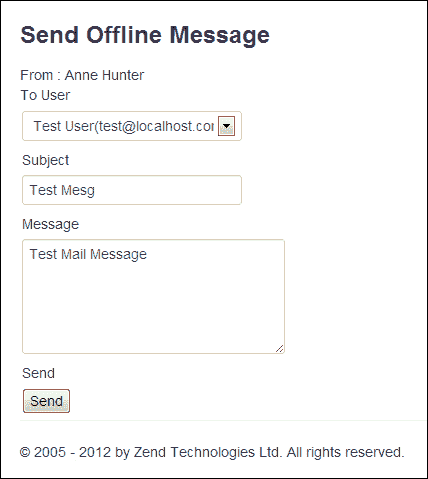 Send Offline Message
From : Anne Hunter
To User
Test User(test@localhost.com
Subject
Test Mesg
Message
Test Mail Message
Send
Send
© 2005 - 2012 by Zend Technologies Ltd. All rights reserved.